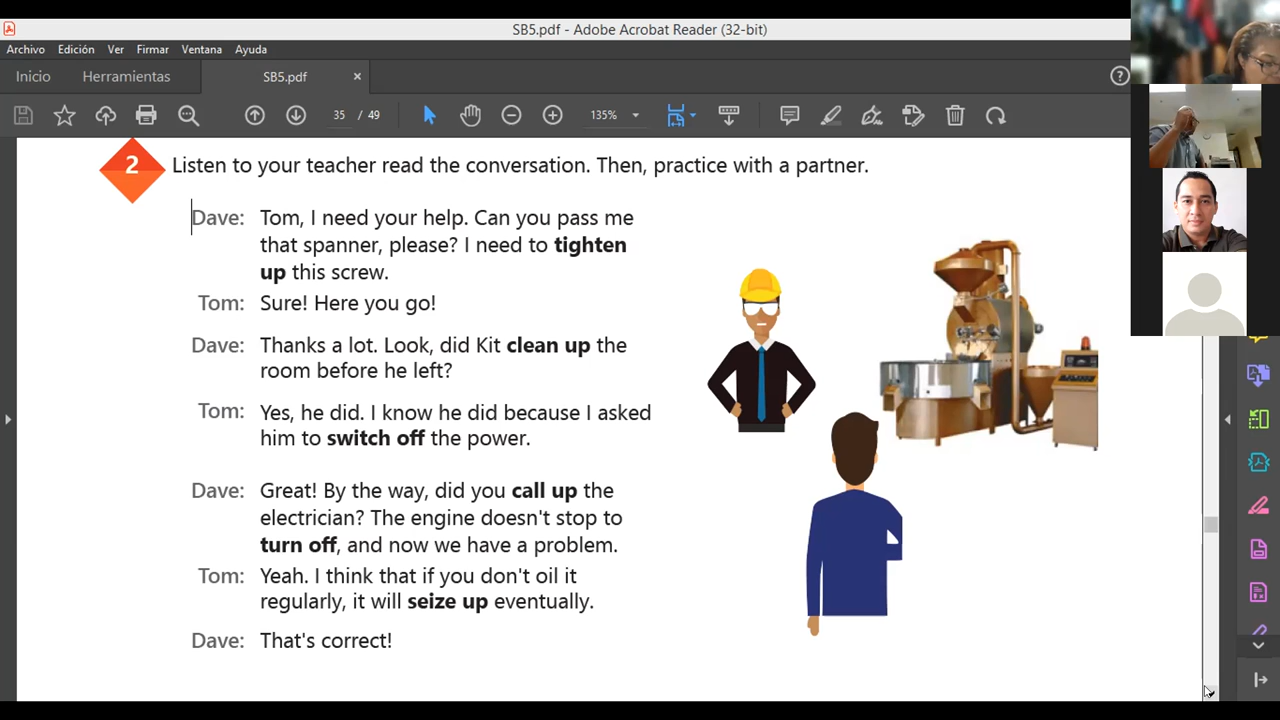 SB5.pdf - Adobe Acrobat Reader (32-bit)
Archivo Edición Ver Firmar Ventana Ayuda
Inicio Herramientas SB5.pdf × ?
35 / 49 135%
2 Listen to your teacher read the conversation. Then, practice with a partner.
Dave: Tom, I need your help. Can you pass me
that spanner, please? I need to tighten
up this screw.
Tom: Sure! Here you go!
Dave: Thanks a lot. Look, did Kit clean up the
room before he left?
Tom: Yes, he did. I know he did because I asked
him to switch off the power.
Dave: Great! By the way, did you call up the
electrician? The engine doesn't stop to
turn off, and now we have a problem.
Tom: Yeah. I think that if you don't oil it
regularly, it will seize up eventually.
Dave: That's correct!